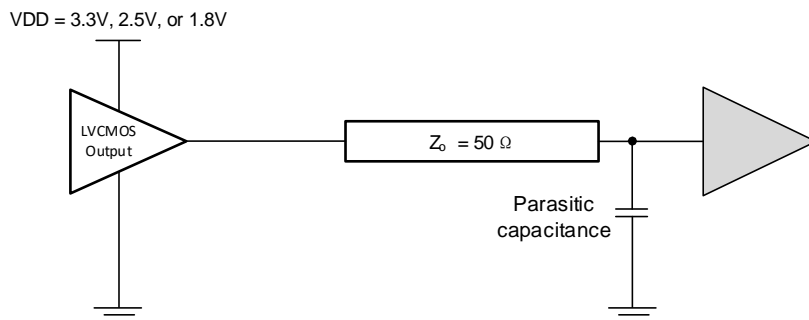 VDD = 3.3V, 2.5V, or 1.8V
LVCMOS
Output
Zo = 50 Ω
Parasitic
capacitance